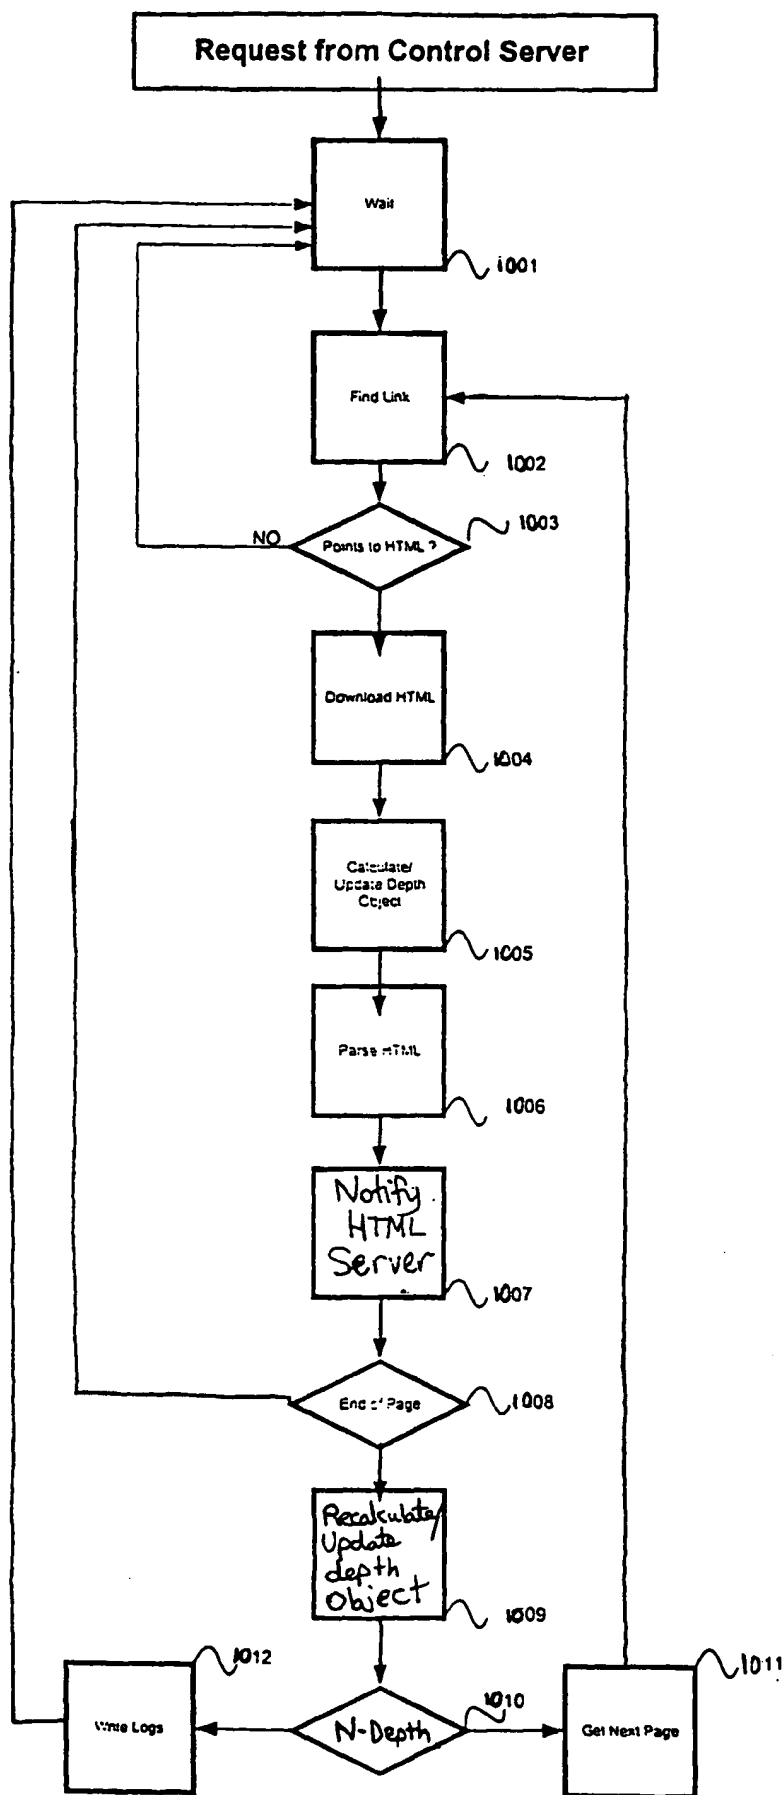 Request from Control Server
Wait
1001
Find Link
1002
Points to HTML ?
1003
NO
Download HTML
1004
Calculate/
Update Depth
Object
1005
Parse HTML
1006
Notify
HTML
Server
1007
End of Page
1008
Recalculate/
Update
depth
Object
1009
N-Depth
1010
Write Logs
1012
Get Next Page
1011